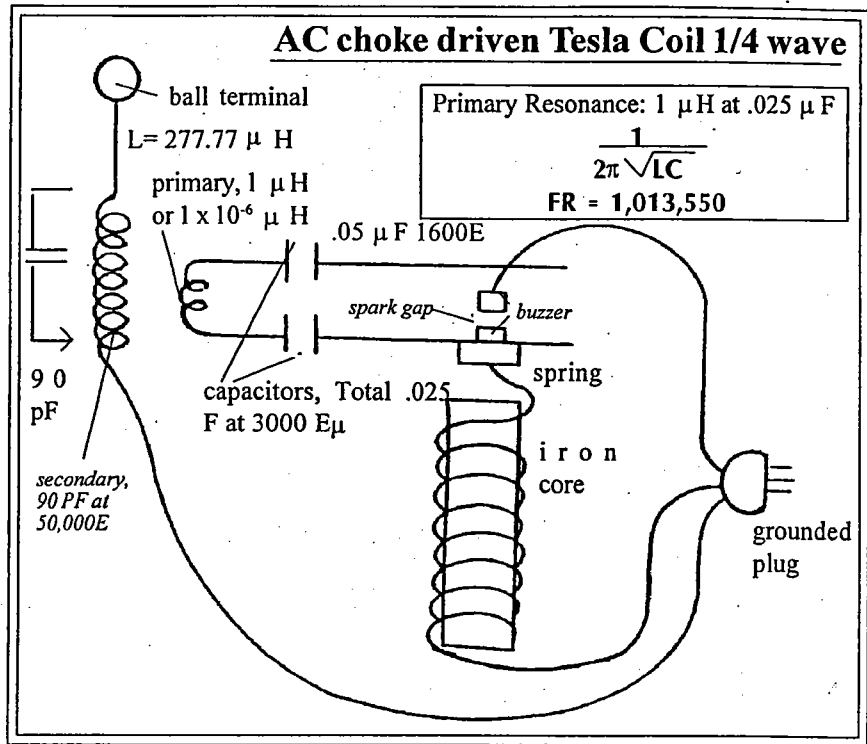 AC choke driven Tesla Coil 1/4 wave
ball terminal
L= 277.77 μ H
Primary Resonance: 1 μH at .025 μ F
1
2π √LC
FR = 1,013,550
primary, 1 μ H
or 1 x 10⁻⁶ μ H
.05 μ F 1600E
spark gap
buzzer
spring
90
pF
capacitors, Total .025
F at 3000 Eμ
secondary,
90 PF at
50,000E
iron
core
grounded
plug